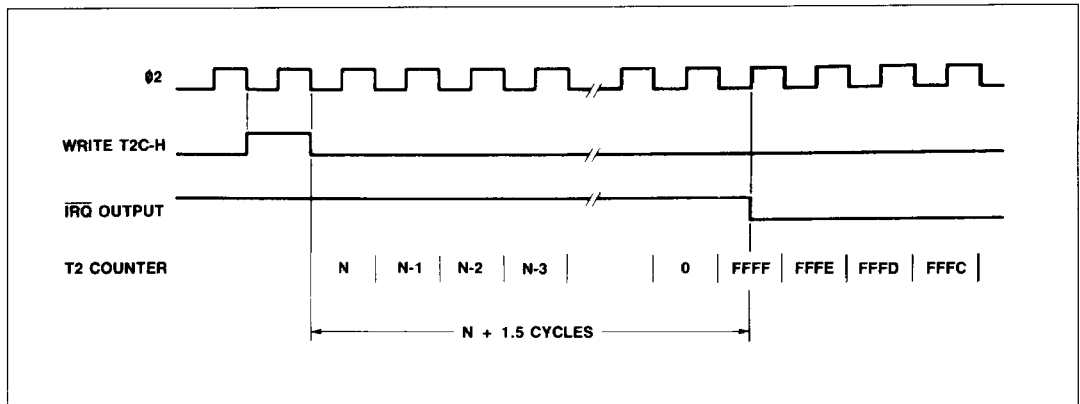 Φ2
WRITE T2C-H
IRQ OUTPUT
T2 COUNTER N N-1 N-2 N-3 0 FFFF FFFE FFFD FFFC
N + 1.5 CYCLES